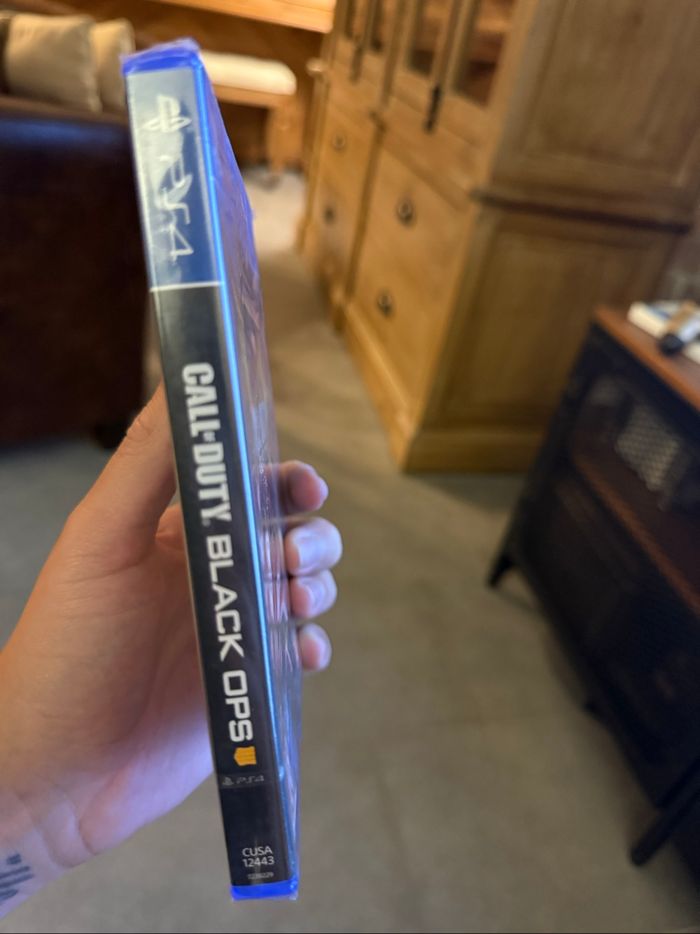 PS4
CALL OF DUTY® BLACK OPS
PS4
CUSA
12443